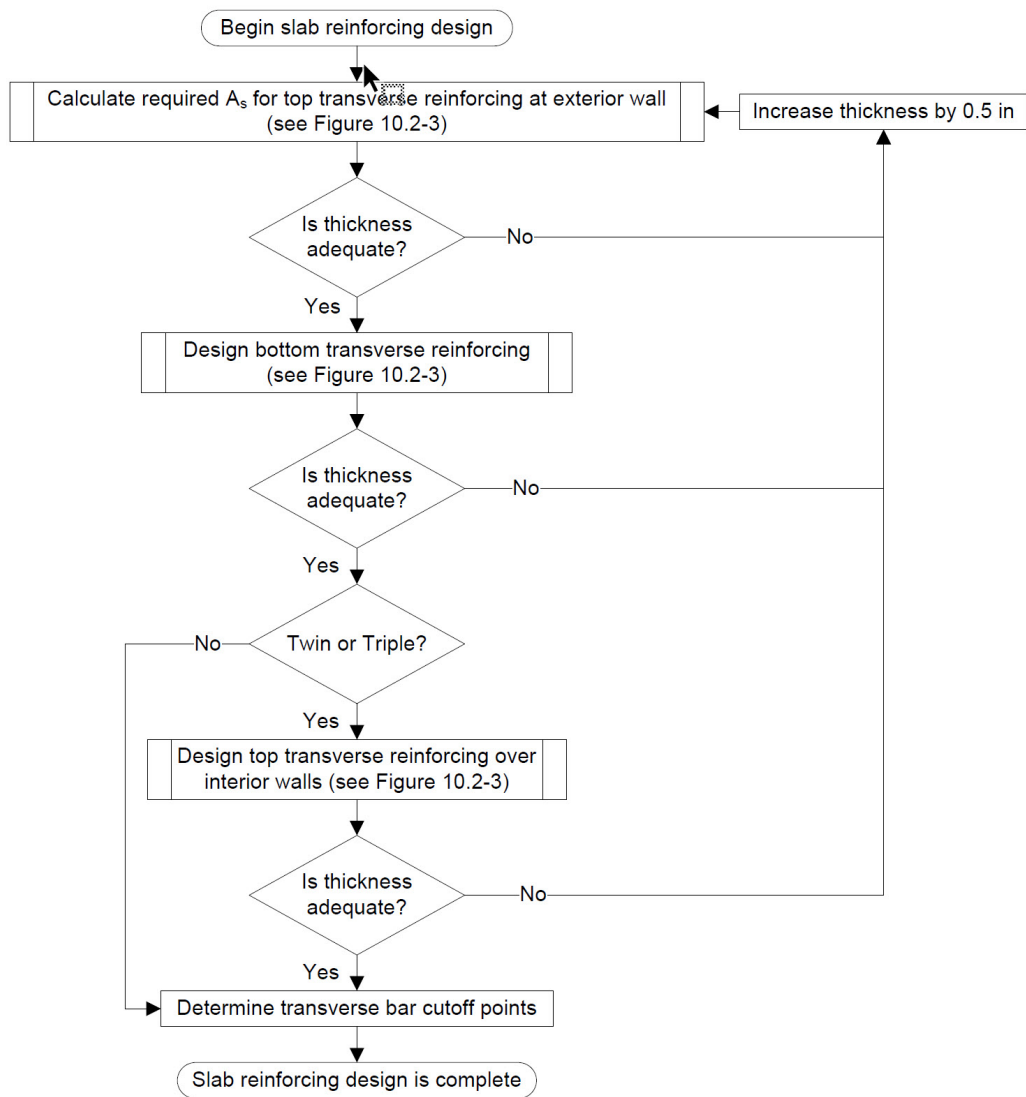 Begin slab reinforcing design
Calculate required As for top transverse reinforcing at exterior wall
(see Figure 10.2-3)
Increase thickness by 0.5 in
Is thickness
adequate?
No
Yes
Design bottom transverse reinforcing
(see Figure 10.2-3)
Is thickness
adequate?
No
Yes
Twin or Triple?
No
Yes
Design top transverse reinforcing over
interior walls (see Figure 10.2-3)
Is thickness
adequate?
No
Yes
Determine transverse bar cutoff points
Slab reinforcing design is complete